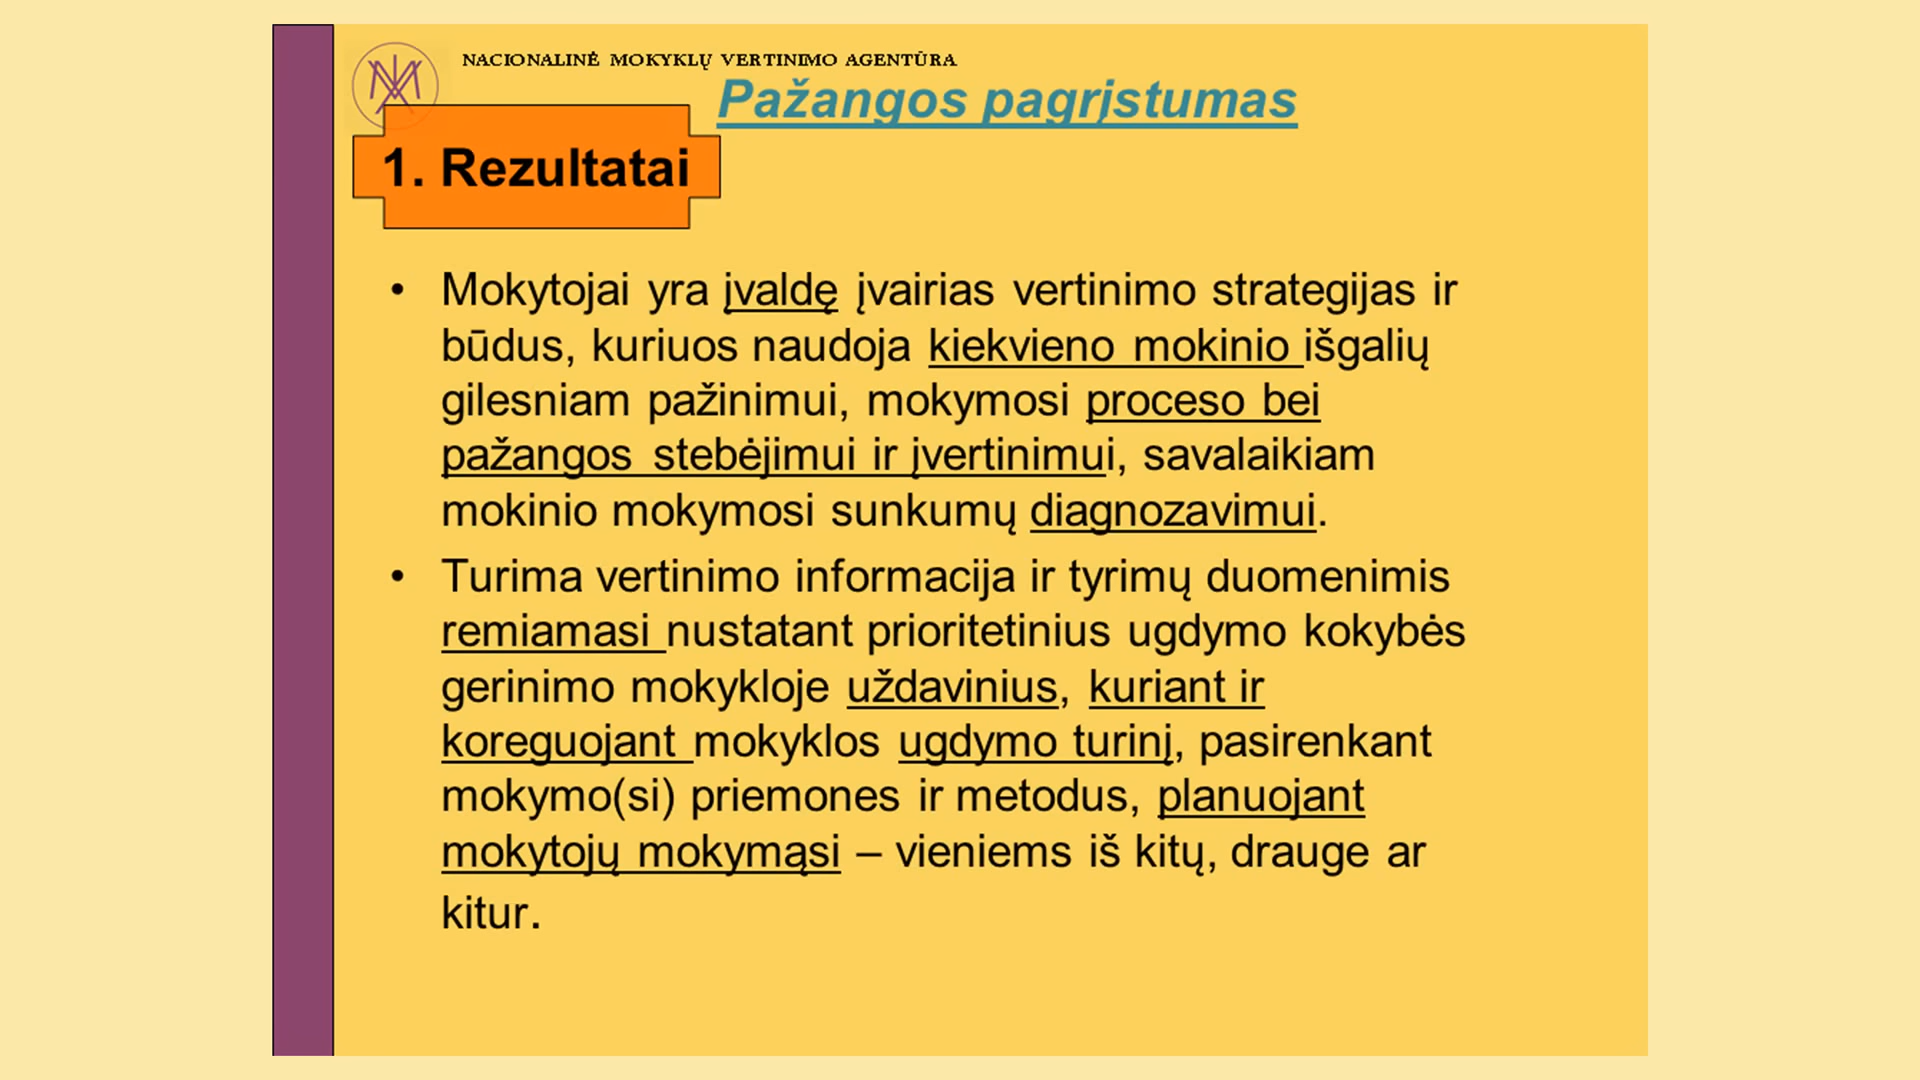 NACIONALINĖ MOKYKLŲ VERTINIMO AGENTŪRA
Pažangos pagrįstumas
1. Rezultatai
• Mokytojai yra įvaldę įvairias vertinimo strategijas ir
būdus, kuriuos naudoja kiekvieno mokinio išgalių
gilesniam pažinimui, mokymosi proceso bei
pažangos stebėjimui ir įvertinimui, savalaikiam
mokinio mokymosi sunkumų diagnozavimui.
• Turima vertinimo informacija ir tyrimų duomenimis
remiamasi nustatant prioritetinius ugdymo kokybės
gerinimo mokykloje uždavinius, kuriant ir
koreguojant mokyklos ugdymo turinį, pasirenkant
mokymo(si) priemones ir metodus, planuojant
mokytojų mokymąsi – vieniems iš kitų, drauge ar
kitur.